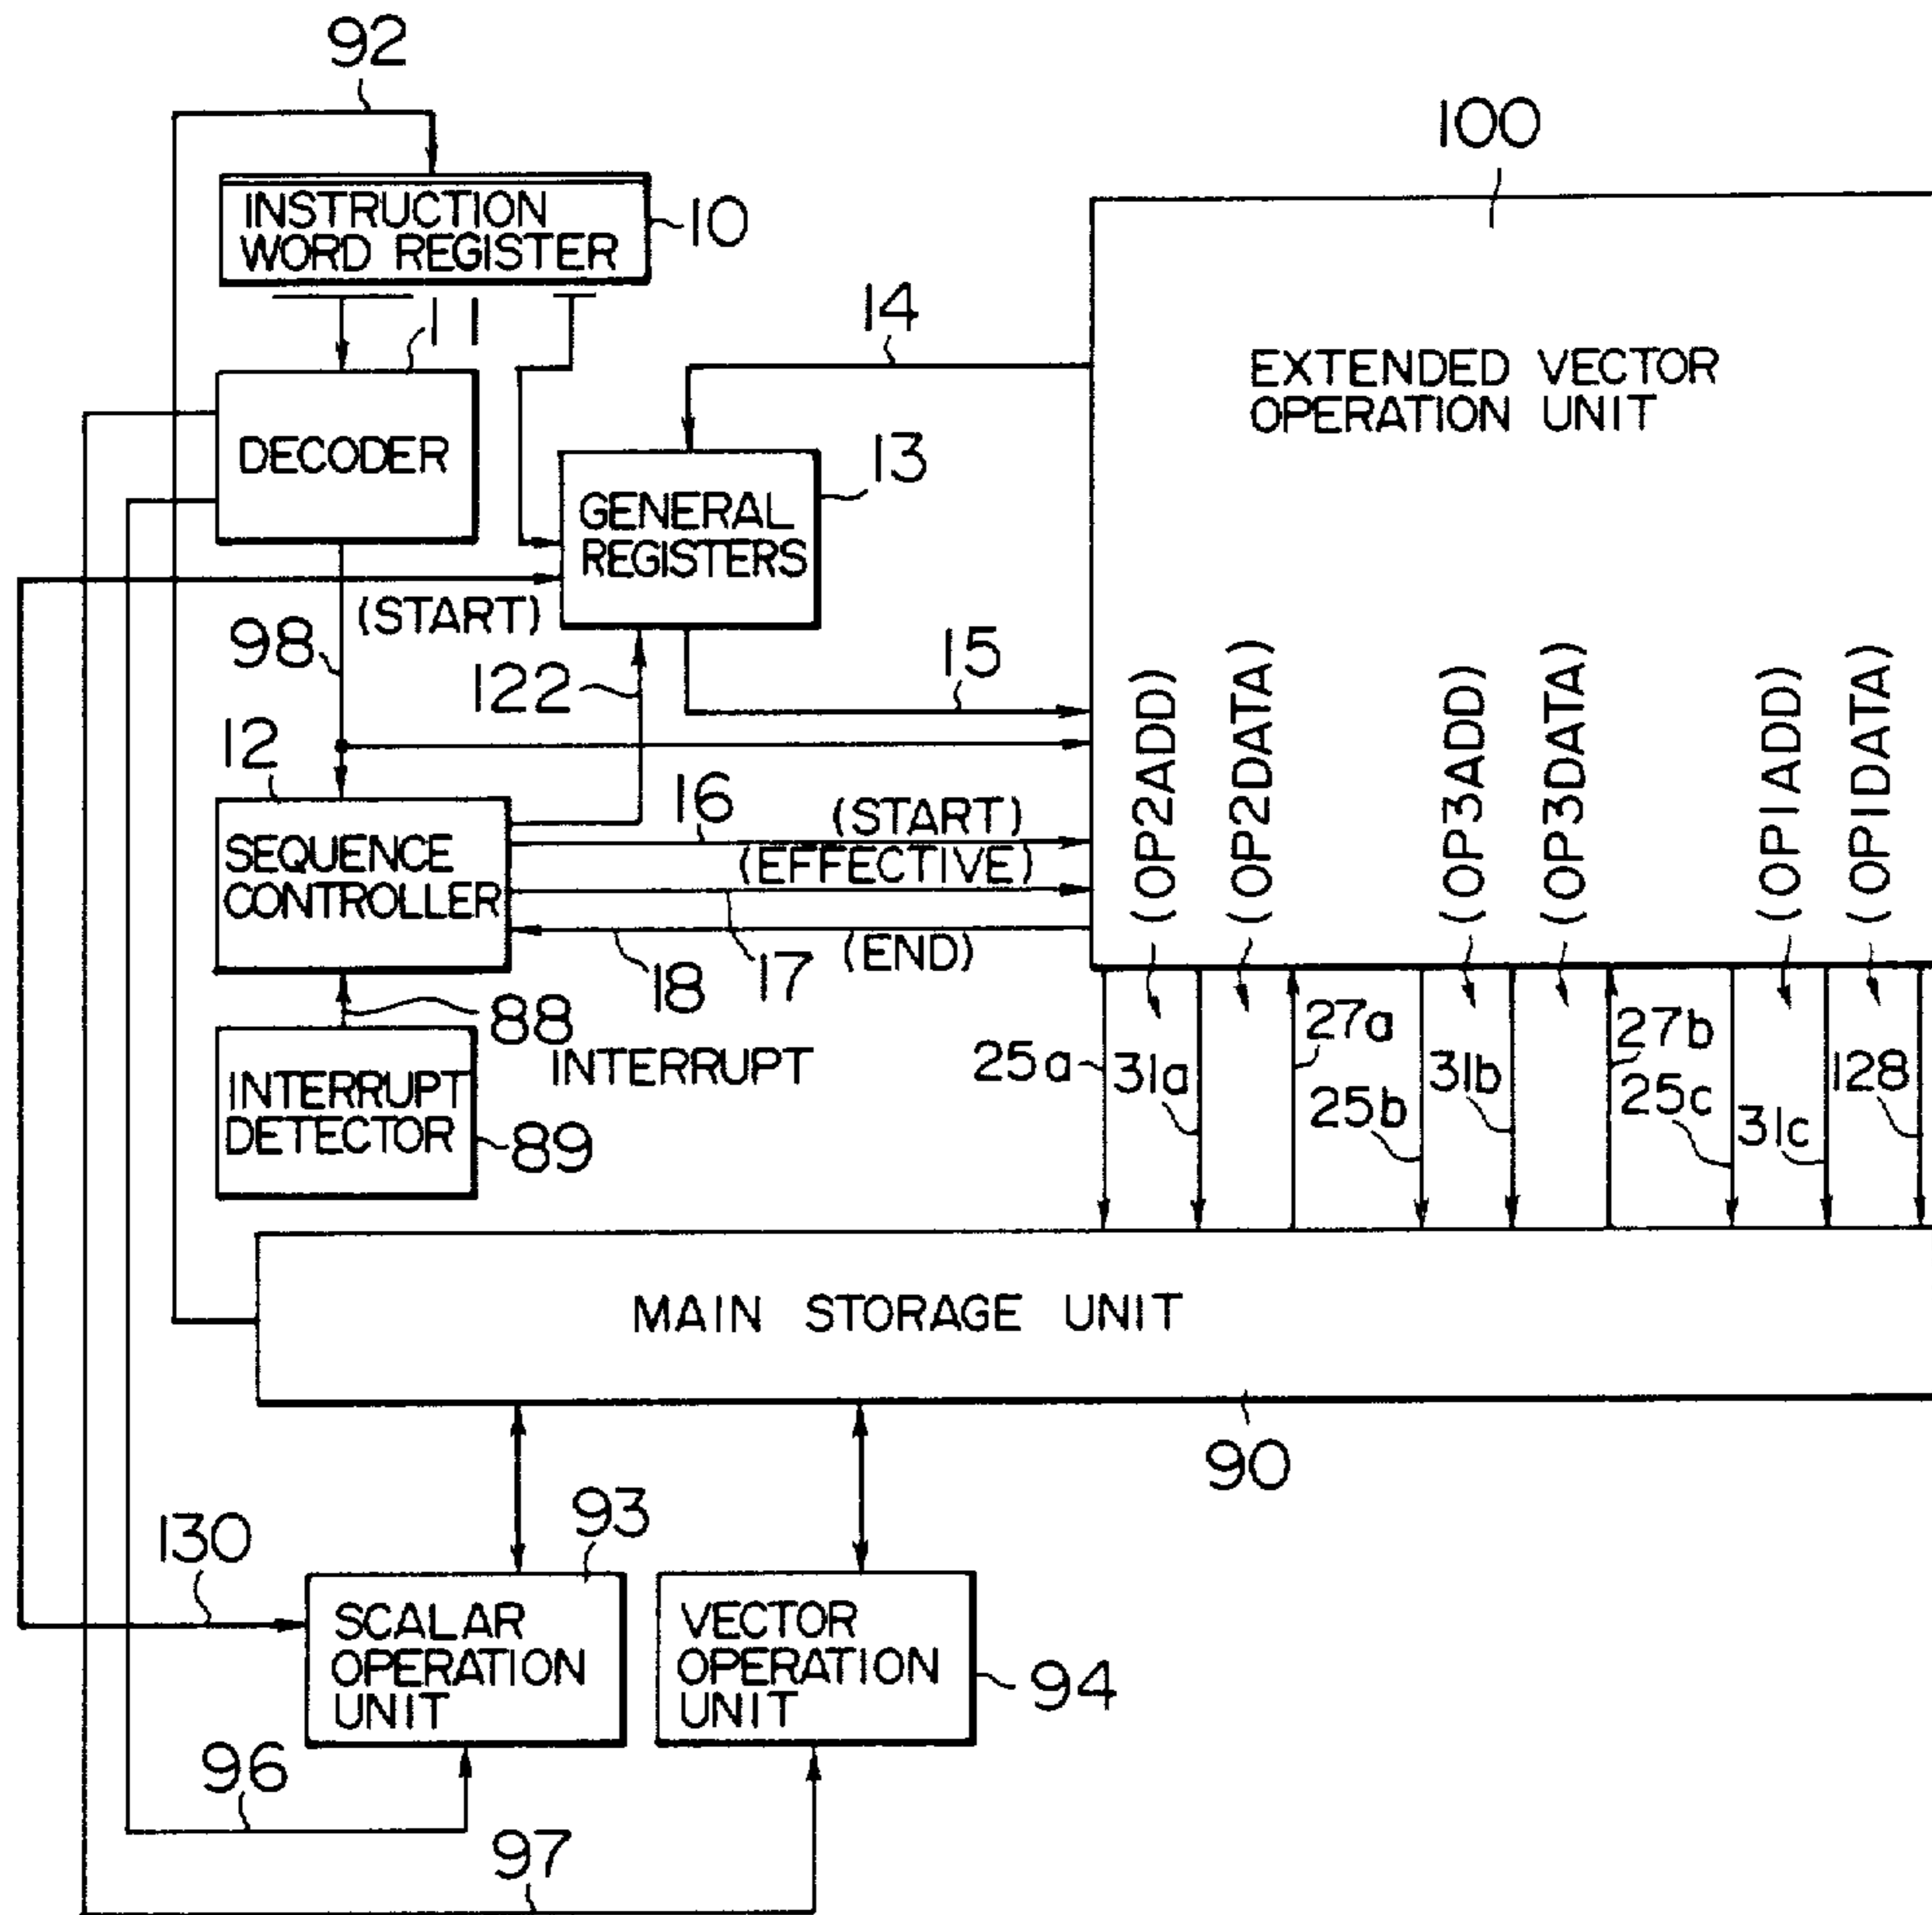 92
100
INSTRUCTION
WORD REGISTER
10
11
14
EXTENDED VECTOR
OPERATION UNIT
DECODER
13
GENERAL
REGISTERS
(START)
98
122
15
12
16
(START)
(EFFECTIVE)
SEQUENCE
CONTROLLER
(END)
18
17
(OP2ADD)
(OP2DATA)
(OP3ADD)
(OP3DATA)
(OP1ADD)
(OP1DATA)
88
INTERRUPT
INTERRUPT
DETECTOR
89
25a
31a
27a
25b
31b
27b
25c
31c
128
MAIN STORAGE UNIT
90
130
93
SCALAR
OPERATION
UNIT
VECTOR
OPERATION
UNIT
94
96
97